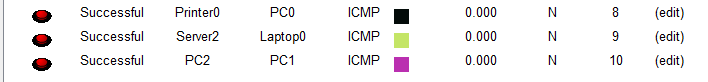 Successful Printer0 PC0 ICMP 0.000 N 8 (edit)
Successful Server2 Laptop0 ICMP 0.000 N 9 (edit)
Successful PC2 PC1 ICMP 0.000 N 10 (edit)